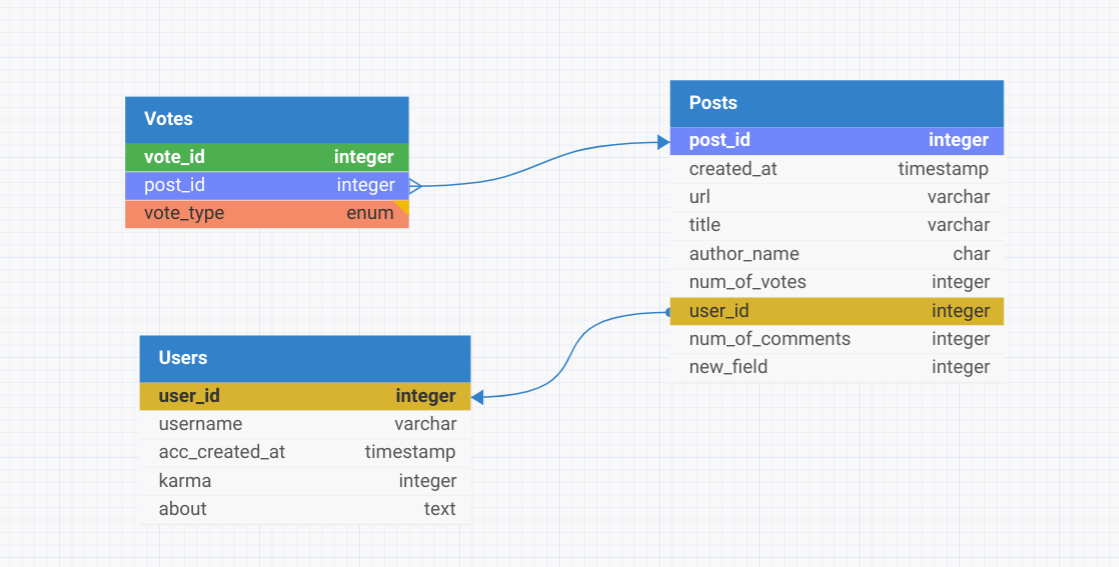 Votes
vote_id integer
post_id integer
vote_type enum
Posts
post_id integer
created_at timestamp
url varchar
title varchar
author_name char
num_of_votes integer
user_id integer
num_of_comments integer
new_field integer
Users
user_id integer
username varchar
acc_created_at timestamp
karma integer
about text